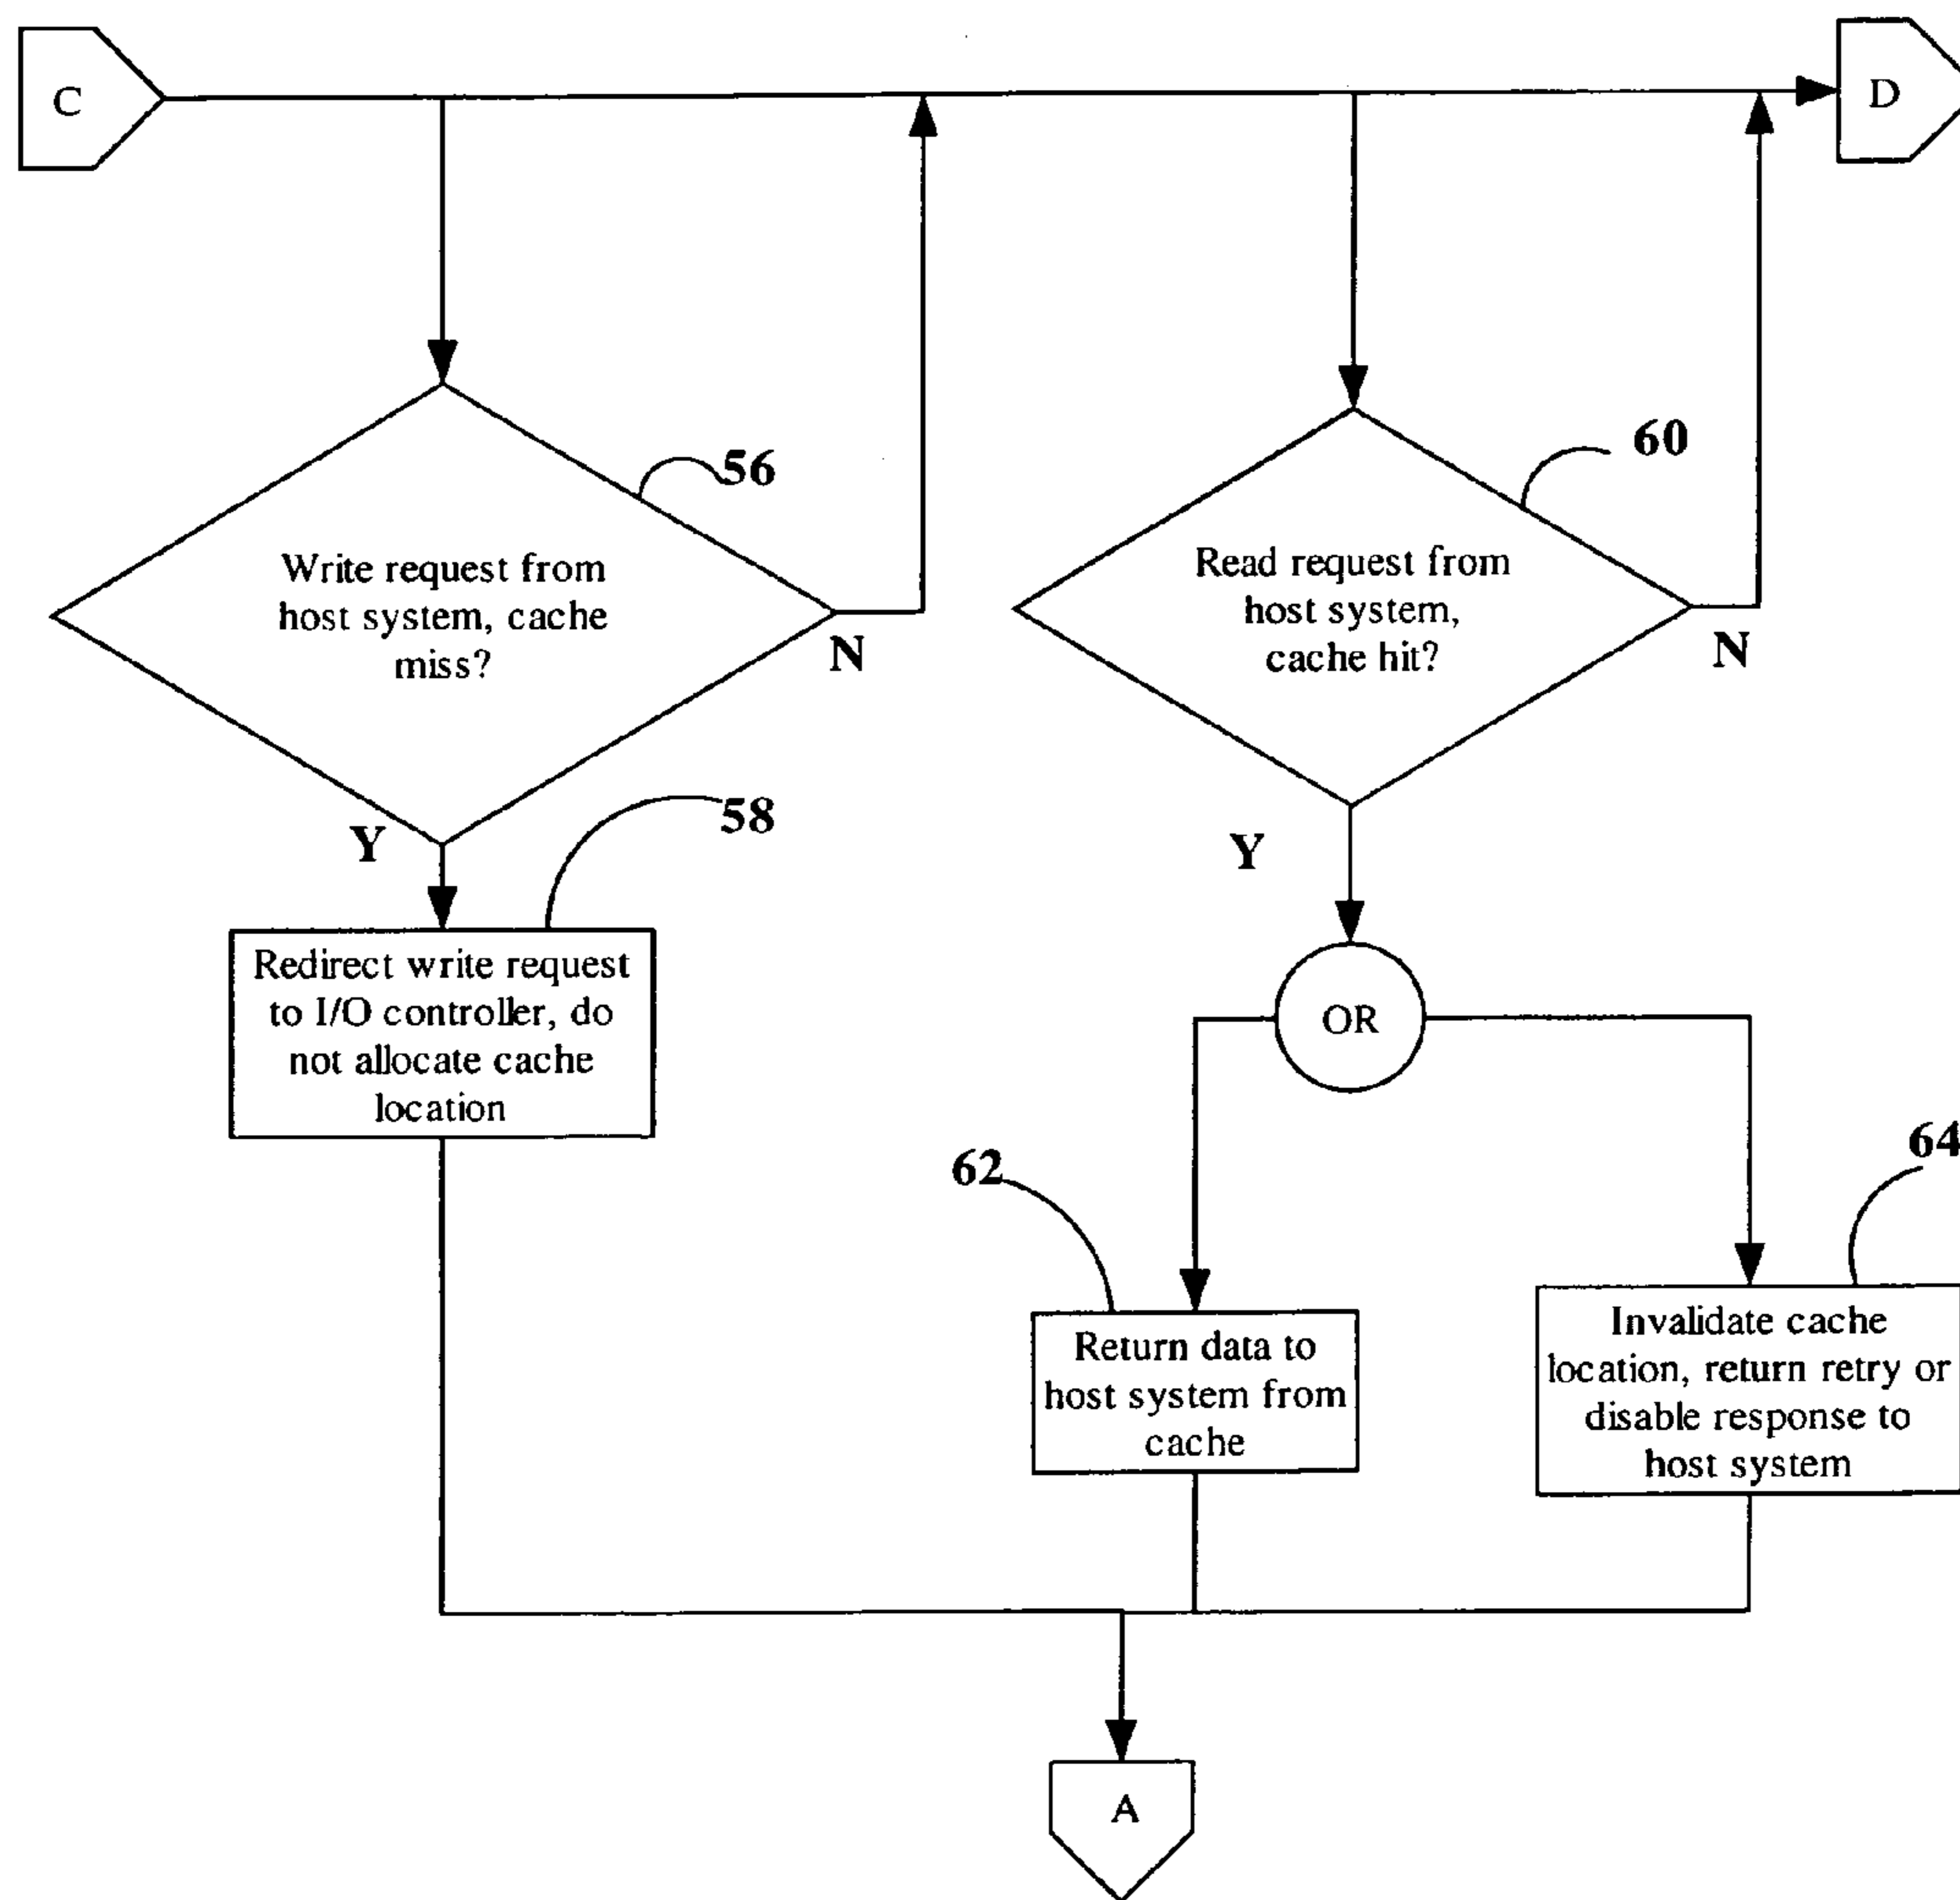 C
D
56
Write request from
host system, cache
miss?
N
Y
60
Read request from
host system,
cache hit?
N
Y
58
Redirect write request
to I/O controller, do
not allocate cache
location
OR
62
Return data to
host system from
cache
64
Invalidate cache
location, return retry or
disable response to
host system
A